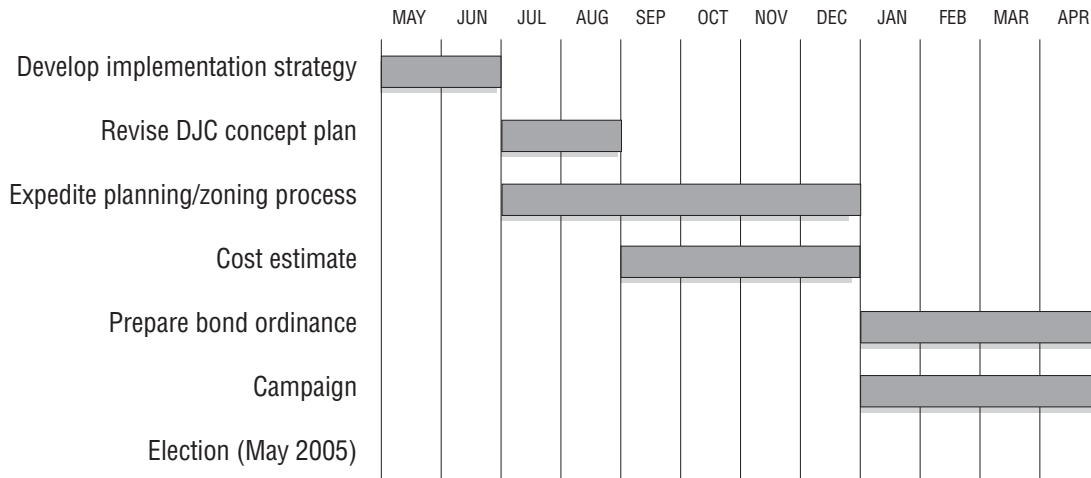 MAY JUN JUL AUG SEP OCT NOV DEC JAN FEB MAR APR
Develop implementation strategy
Revise DJC concept plan
Expedite planning/zoning process
Cost estimate
Prepare bond ordinance
Campaign
Election (May 2005)